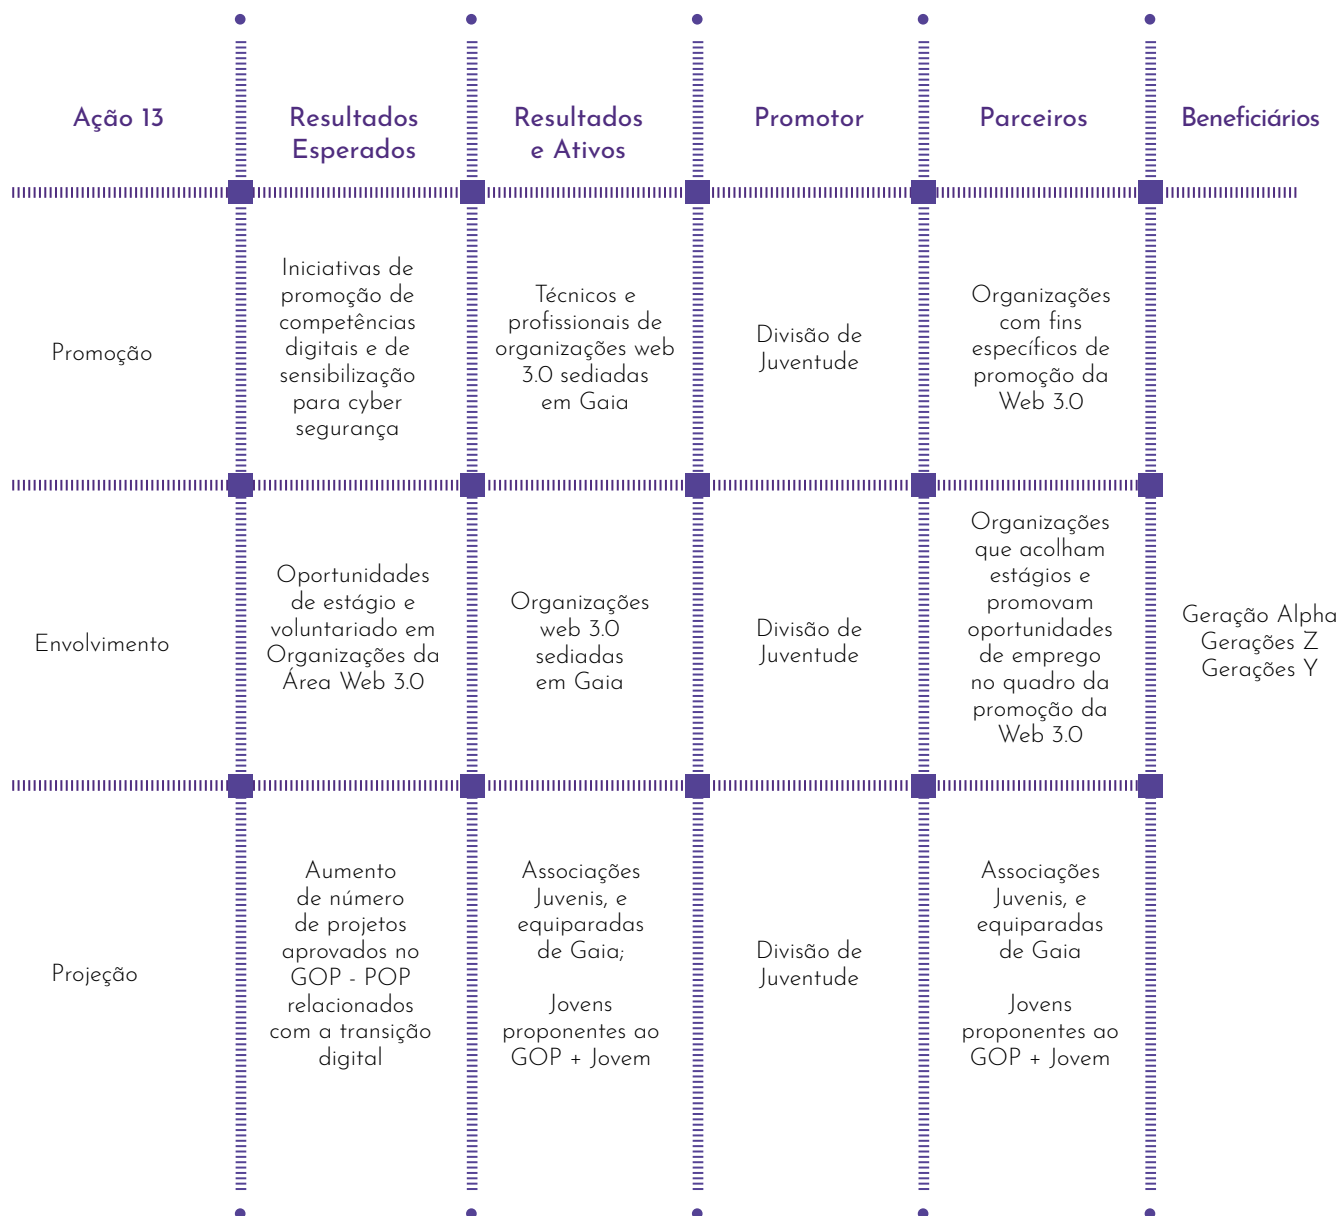 Ação 13
Resultados
Esperados
Resultados
e Ativos
Promotor
Parceiros
Beneficiários
Promoção
Iniciativas de
promoção de
competências
digitais e de
sensibilização
para cyber
segurança
Técnicos e
profissionais de
organizações web
3.0 sediadas
em Gaia
Divisão de
Juventude
Organizações
com fins
específicos de
promoção da
Web 3.0
Envolvimento
Oportunidades
de estágio e
voluntariado em
Organizações da
Área Web 3.0
Organizações
web 3.0
sediadas
em Gaia
Divisão de
Juventude
Organizações
que acolham
estágios e
promovam
oportunidades
de emprego
no quadro da
promoção da
Web 3.0
Geração Alpha
Gerações Z
Gerações Y
Projeção
Aumento
de número
de projetos
aprovados no
GOP - POP
relacionados
com a transição
digital
Associações
Juvenis, e
equiparadas
de Gaia;
Jovens
proponentes ao
GOP + Jovem
Divisão de
Juventude
Associações
Juvenis, e
equiparadas
de Gaia
Jovens
proponentes ao
GOP + Jovem